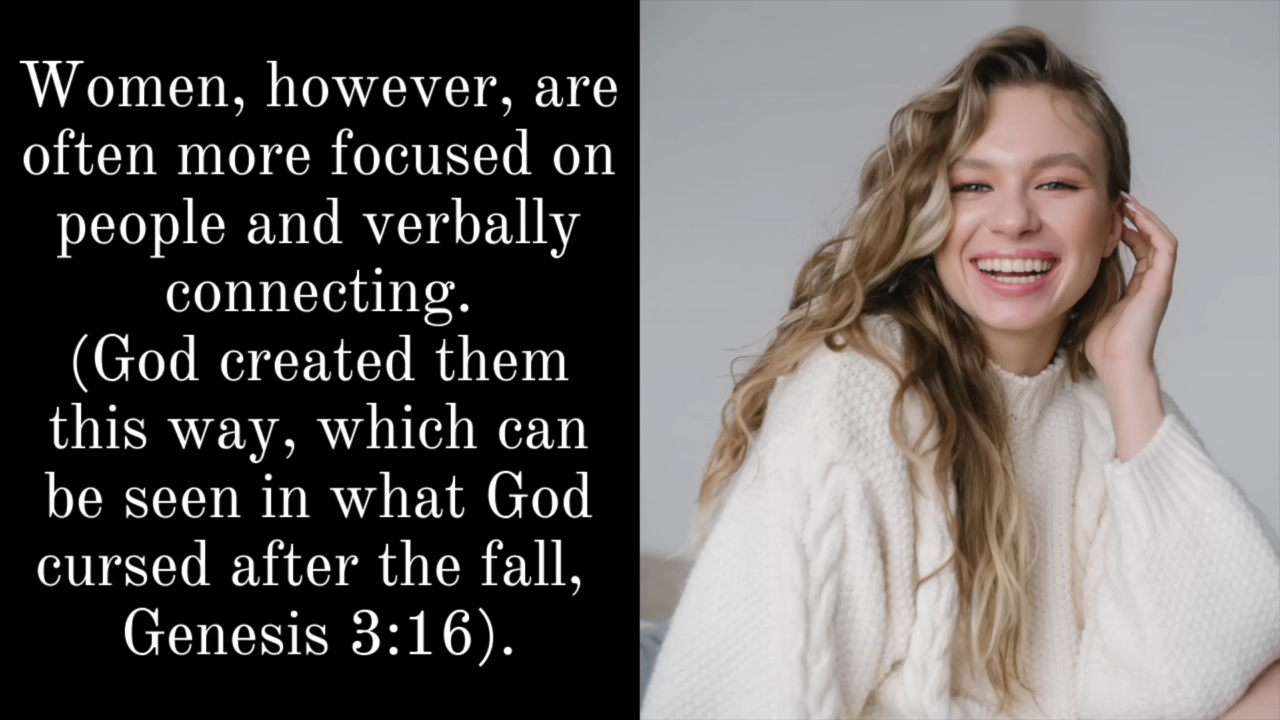 Women, however, are
often more focused on
people and verbally
connecting.
(God created them
this way, which can
be seen in what God
cursed after the fall,
Genesis 3:16).